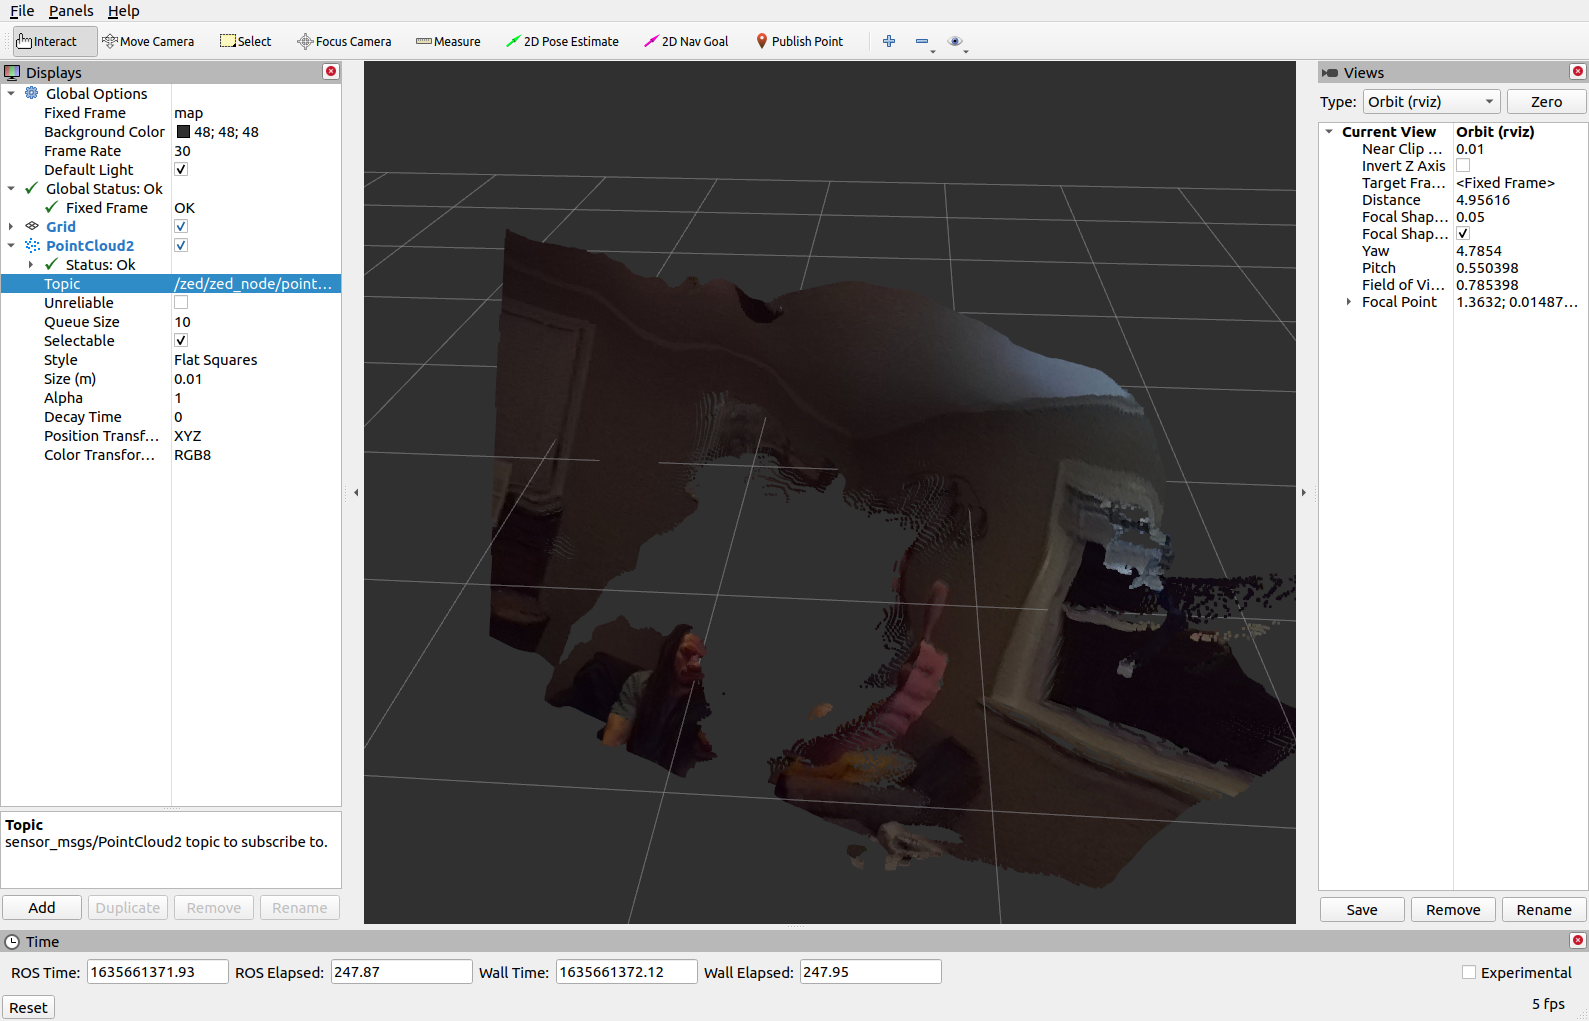 File Panels Help
Interact Move Camera Select Focus Camera Measure 2D Pose Estimate 2D Nav Goal Publish Point
Displays
Global Options
Fixed Frame map
Background Color 48; 48; 48
Frame Rate 30
Default Light
Global Status: Ok
Fixed Frame OK
Grid
PointCloud2
Status: Ok
Topic /zed/zed_node/point...
Unreliable
Queue Size 10
Selectable
Style Flat Squares
Size (m) 0.01
Alpha 1
Decay Time 0
Position Transf... XYZ
Color Transfor... RGB8
Topic
sensor_msgs/PointCloud2 topic to subscribe to.
Add Duplicate Remove Rename
Views
Type: Orbit (rviz) Zero
Current View Orbit (rviz)
Near Clip ... 0.01
Invert Z Axis
Target Fra... <Fixed Frame>
Distance 4.95616
Focal Shap... 0.05
Focal Shap...
Yaw 4.7854
Pitch 0.550398
Field of Vi... 0.785398
Focal Point 1.3632; 0.01487...
Save Remove Rename
Time
ROS Time: 1635661371.93 ROS Elapsed: 247.87 Wall Time: 1635661372.12 Wall Elapsed: 247.95 Experimental
Reset 5 fps